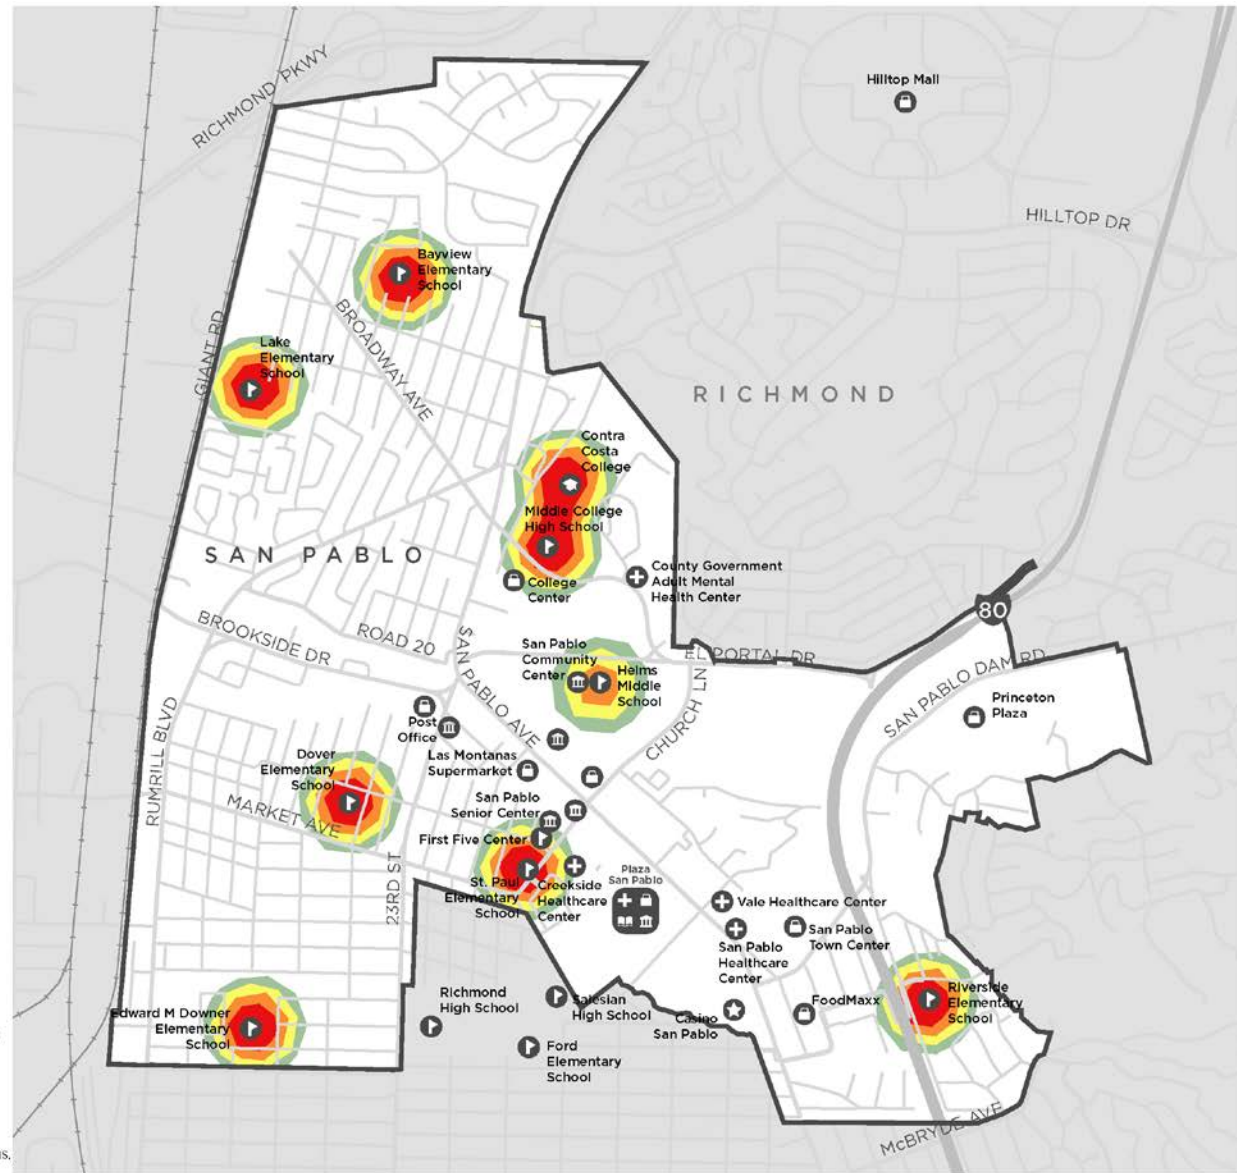 Hilltop Mall
RICHMOND PKWY
HILLTOP DR
Bayview
Elementary
School
GIANT RD
BROADWAY AVE
Lake
Elementary
School
RICHMOND
Contra
Costa
College
Middle College
High School
SAN PABLO
College
Center
County Government
Adult Mental
Health Center
80
BROOKSIDE DR
ROAD 20
SAN PABLO AVE
San Pablo
Community
Center
Helms
Middle
School
EL PORTAL DR
CHURCH LN
SAN PABLO DAM RD
Princeton
Plaza
RUMRILL BLVD
Post
Office
Las Montanas
Supermarket
Dover
Elementary
School
MARKET AVE
San Pablo
Senior Center
First Five Center
23RD ST
St. Paul
Elementary
School
Creekside
Healthcare
Center
Plaza
San Pablo
Vale Healthcare Center
San Pablo
Healthcare
Center
San Pablo
Town Center
Edward M Downer
Elementary
School
Richmond
High School
Salesian
High School
Casino
San Pablo
FoodMaxx
Riverside
Elementary
School
Ford
Elementary
School
McBRYDE AVE